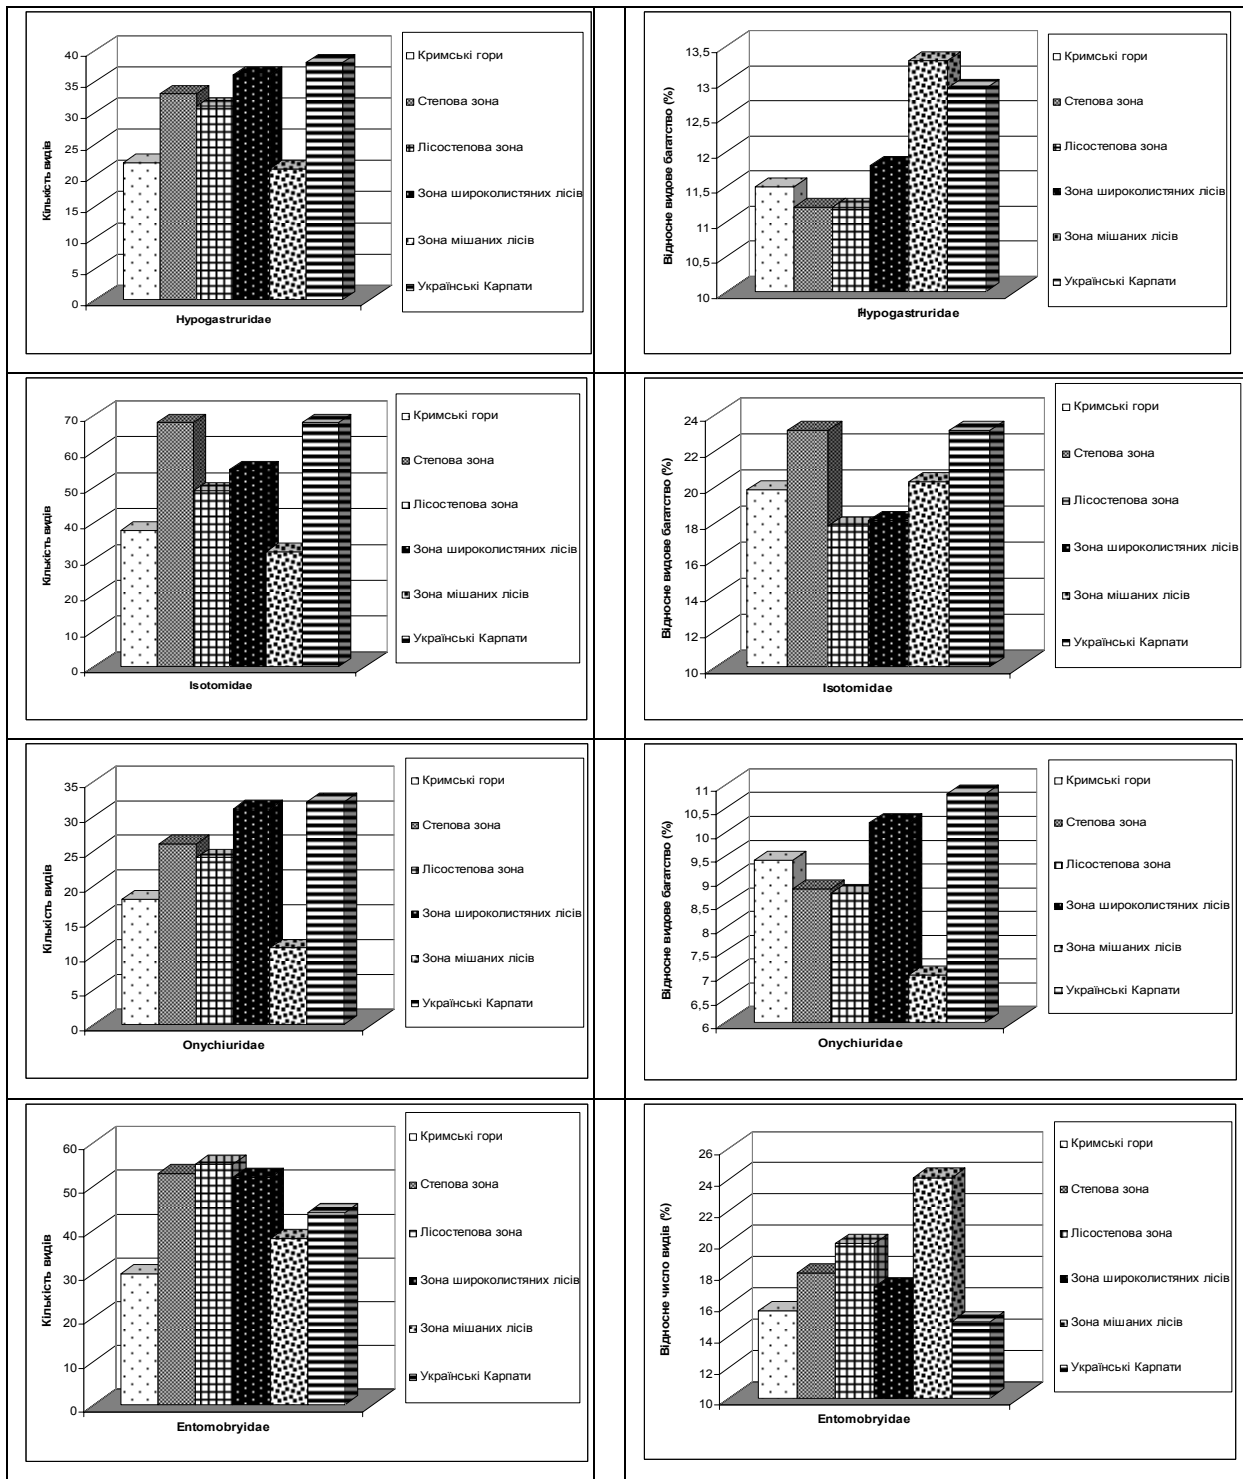 Кількість видів
40
35
30
25
20
15
10
5
0
Hypogastruridae
Кримські гори
Степова зона
Лісостепова зона
Зона широколистяних лісів
Зона мішаних лісів
Українські Карпати
Відносне видове багатство (%)
13,5
13
12,5
12
11,5
11
10,5
10
Hypogastruridae
Кримські гори
Степова зона
Лісостепова зона
Зона широколистяних лісів
Зона мішаних лісів
Українські Карпати
Кількість видів
70
60
50
40
30
20
10
0
Isotomidae
Кримські гори
Степова зона
Лісостепова зона
Зона широколистяних лісів
Зона мішаних лісів
Українські Карпати
Відносне видове багатство (%)
24
22
20
18
16
14
12
10
Isotomidae
Кримські гори
Степова зона
Лісостепова зона
Зона широколистяних лісів
Зона мішаних лісів
Українські Карпати
Кількість видів
35
30
25
20
15
10
5
0
Onychiuridae
Кримські гори
Степова зона
Лісостепова зона
Зона широколистяних лісів
Зона мішаних лісів
Українські Карпати
Відносне видове багатство (%)
11
10,5
10
9,5
9
8,5
8
7,5
7
6,5
6
Onychiuridae
Кримські гори
Степова зона
Лісостепова зона
Зона широколистяних лісів
Зона мішаних лісів
Українські Карпати
Кількість видів
60
50
40
30
20
10
0
Entomobryidae
Кримські гори
Степова зона
Лісостепова зона
Зона широколистяних лісів
Зона мішаних лісів
Українські Карпати
Відносне число видів (%)
26
24
22
20
18
16
14
12
10
Entomobryidae
Кримські гори
Степова зона
Лісостепова зона
Зона широколистяних лісів
Зона мішаних лісів
Українські Карпати